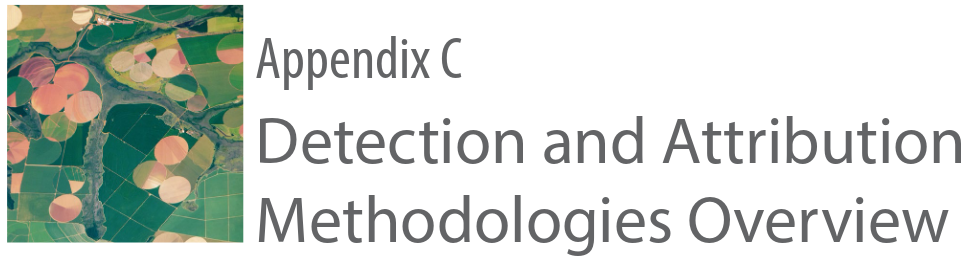 Appendix C
Detection and Attribution
Methodologies Overview